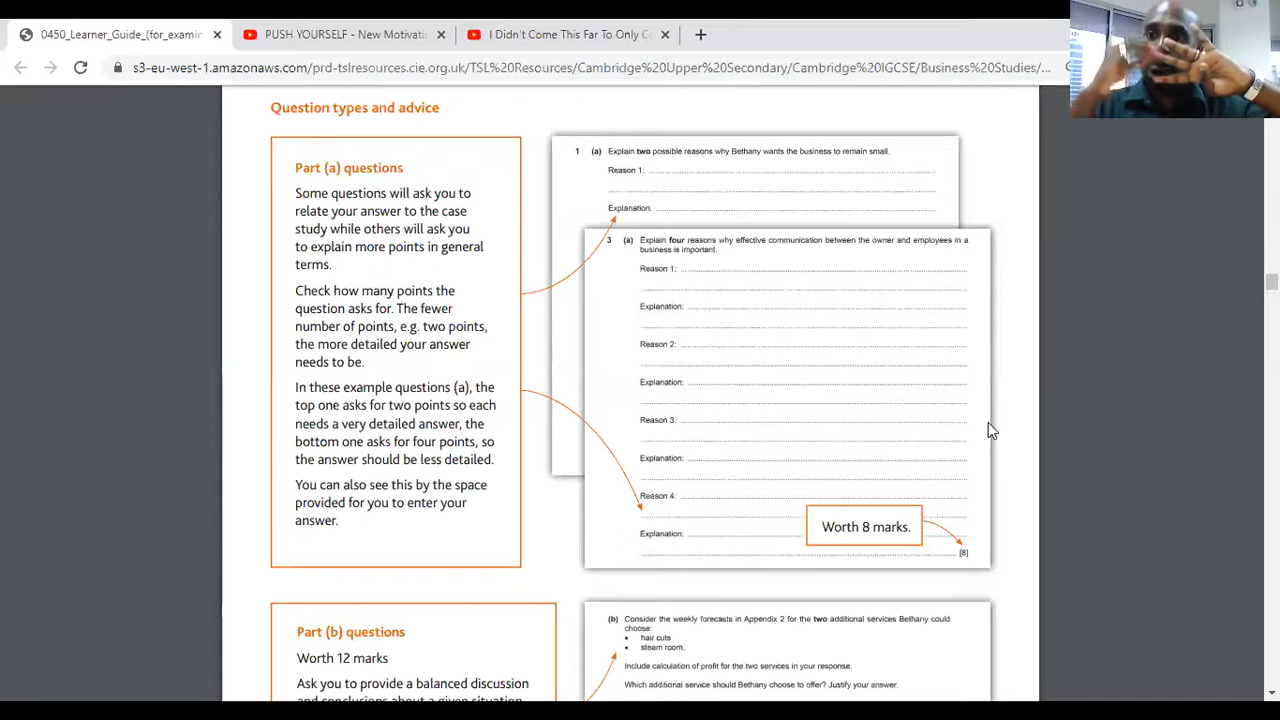 0450_Learner_Guide_(for_examin
PUSH YOURSELF - New Motivati
I Didn't Come This Far To Only C
s3-eu-west-1.amazonaws.com/prd-tslresources.cie.org.uk/TSL%20Resources/Cambridge%20Upper%20Secondary/Cambridge%20IGCSE/Business%20Studies/...
Question types and advice
Part (a) questions
Some questions will ask you to
relate your answer to the case
study while others will ask you
to explain more points in general
terms.
Check how many points the
question asks for. The fewer
number of points, e.g. two points,
the more detailed your answer
needs to be.
In these example questions (a), the
top one asks for two points so each
needs a very detailed answer, the
bottom one asks for four points, so
the answer should be less detailed.
You can also see this by the space
provided for you to enter your
answer.
1 (a) Explain two possible reasons why Bethany wants the business to remain small.
Reason 1:
Explanation:
3 (a) Explain four reasons why effective communication between the owner and employees in a
business is important.
Reason 1:
Explanation:
Reason 2:
Explanation:
Reason 3:
Explanation:
Reason 4:
Explanation:
Worth 8 marks.
[8]
Part (b) questions
Worth 12 marks
Ask you to provide a balanced discussion
and conclusions about a given situation
(b) Consider the weekly forecasts in Appendix 2 for the two additional services Bethany could
choose:
• hair cuts
• steam room.
Include calculation of profit for the two services in your response.
Which additional service should Bethany choose to offer? Justify your answer.